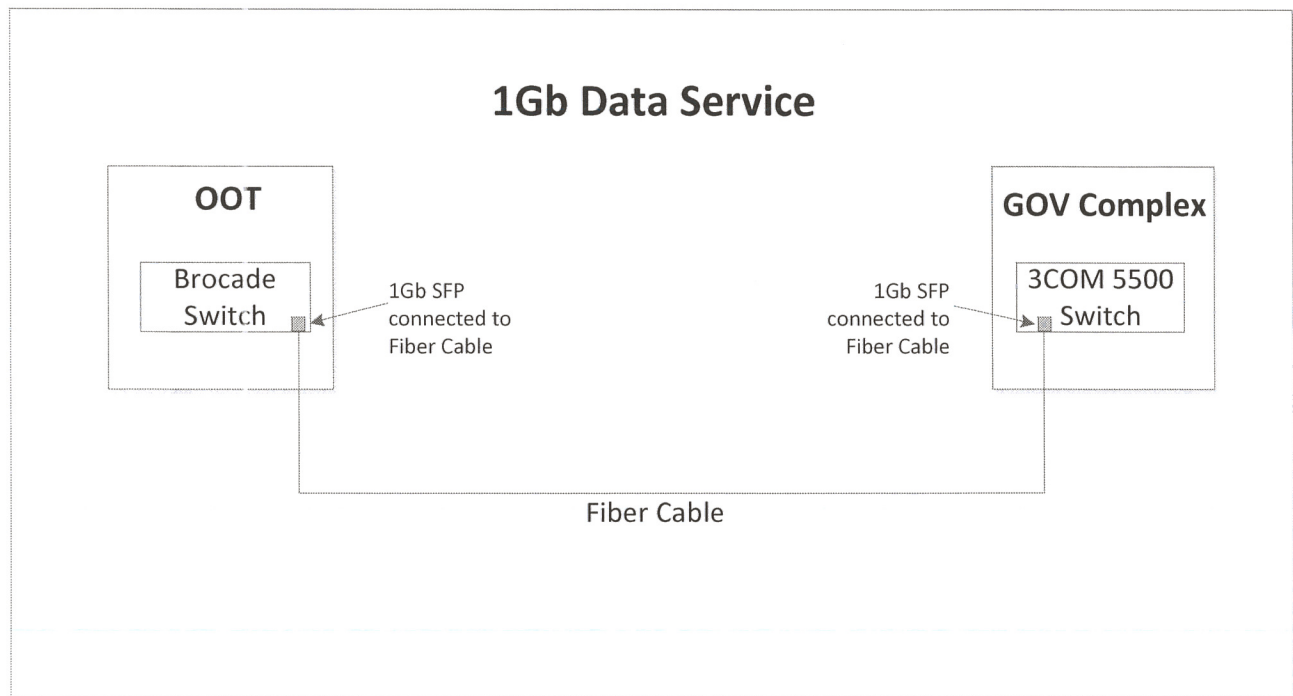 1Gb Data Service
OOT
Brocade
Switch
1Gb SFP
connected to
Fiber Cable
GOV Complex
3COM 5500
Switch
1Gb SFP
connected to
Fiber Cable
Fiber Cable